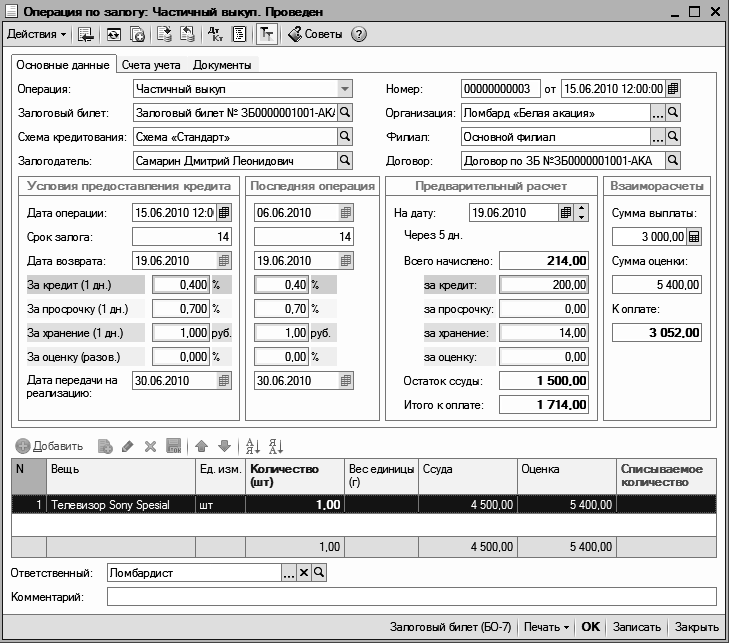 Операция по залогу: Частичный выкуп. Проведен
Действия Дт Кт Тт Советы ?
Основные данные Счета учета Документы
Операция: Частичный выкуп Номер: 00000000003 от 15.06.2010 12:00:00
Залоговый билет: Залоговый билет № ЗБ0000001001-АКА Организация: Ломбард «Белая акация»
Схема кредитования: Схема «Стандарт» Филиал: Основной филиал
Залогодатель: Самарин Дмитрий Леонидович Договор: Договор по ЗБ №ЗБ0000001001-АКА
Условия предоставления кредита Последняя операция Предварительный расчет Взаиморасчеты
Дата операции: 15.06.2010 12:0 06.06.2010 На дату: 19.06.2010 Сумма выплаты:
Срок залога: 14 14 Через 5 дн. 3 000,00
Дата возврата: 19.06.2010 19.06.2010 Всего начислено: 214,00 Сумма оценки:
За кредит (1 дн.) 0,400 % 0,40 % за кредит: 200,00 5 400,00
За просрочку (1 дн.) 0,700 % 0,70 % за просрочку: 0,00 К оплате:
За хранение (1 дн.) 1,000 руб. 1,00 руб. за хранение: 14,00 3 052,00
За оценку (разов.) 0,000 % 0,00 % за оценку: 0,00
Дата передачи на реализацию: 30.06.2010 30.06.2010 Остаток ссуды: 1 500,00
Итого к оплате: 1 714,00
Добавить
N Вещь Ед. изм. Количество (шт) Вес единицы (г) Ссуда Оценка Списываемое количество
1 Телевизор Sony Spesial шт 1,00 4 500,00 5 400,00
1,00 4 500,00 5 400,00
Ответственный: Ломбардист
Комментарий:
Залоговый билет (БО-7) Печать OK Записать Закрыть